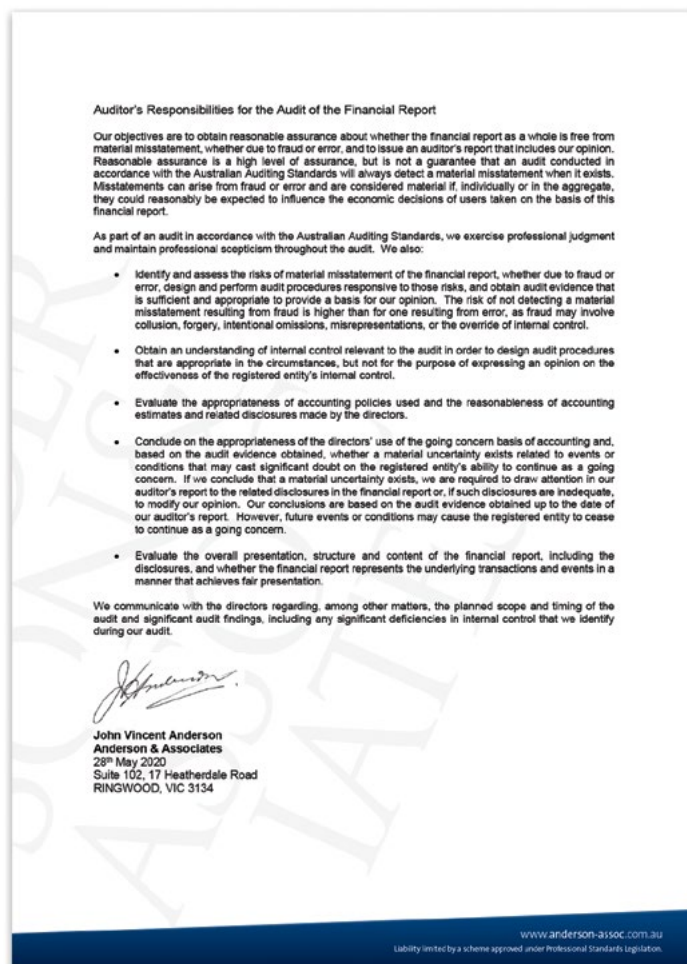 Auditor's Responsibilities for the Audit of the Financial Report
Our objectives are to obtain reasonable assurance about whether the financial report as a whole is free from
material misstatement, whether due to fraud or error, and to issue an auditor's report that includes our opinion.
Reasonable assurance is a high level of assurance, but is not a guarantee that an audit conducted in
accordance with the Australian Auditing Standards will always detect a material misstatement when it exists.
Misstatements can arise from fraud or error and are considered material if, individually or in the aggregate,
they could reasonably be expected to influence the economic decisions of users taken on the basis of this
financial report.
As part of an audit in accordance with the Australian Auditing Standards, we exercise professional judgment
and maintain professional scepticism throughout the audit. We also:
• Identify and assess the risks of material misstatement of the financial report, whether due to fraud or
error, design and perform audit procedures responsive to those risks, and obtain audit evidence that
is sufficient and appropriate to provide a basis for our opinion. The risk of not detecting a material
misstatement resulting from fraud is higher than for one resulting from error, as fraud may involve
collusion, forgery, intentional omissions, misrepresentations, or the override of internal control.
• Obtain an understanding of internal control relevant to the audit in order to design audit procedures
that are appropriate in the circumstances, but not for the purpose of expressing an opinion on the
effectiveness of the registered entity's internal control.
• Evaluate the appropriateness of accounting policies used and the reasonableness of accounting
estimates and related disclosures made by the directors.
• Conclude on the appropriateness of the directors' use of the going concern basis of accounting and,
based on the audit evidence obtained, whether a material uncertainty exists related to events or
conditions that may cast significant doubt on the registered entity's ability to continue as a going
concern. If we conclude that a material uncertainty exists, we are required to draw attention in our
auditor's report to the related disclosures in the financial report or, if such disclosures are inadequate,
to modify our opinion. Our conclusions are based on the audit evidence obtained up to the date of
our auditor's report. However, future events or conditions may cause the registered entity to cease
to continue as a going concern.
• Evaluate the overall presentation, structure and content of the financial report, including the
disclosures, and whether the financial report represents the underlying transactions and events in a
manner that achieves fair presentation.
We communicate with the directors regarding, among other matters, the planned scope and timing of the
audit and significant audit findings, including any significant deficiencies in internal control that we identify
during our audit.
John Vincent Anderson
Anderson & Associates
28th May 2020
Suite 102, 17 Heatherdale Road
RINGWOOD, VIC 3134
www.anderson-assoc.com.au
Liability limited by a scheme approved under Professional Standards Legislation.